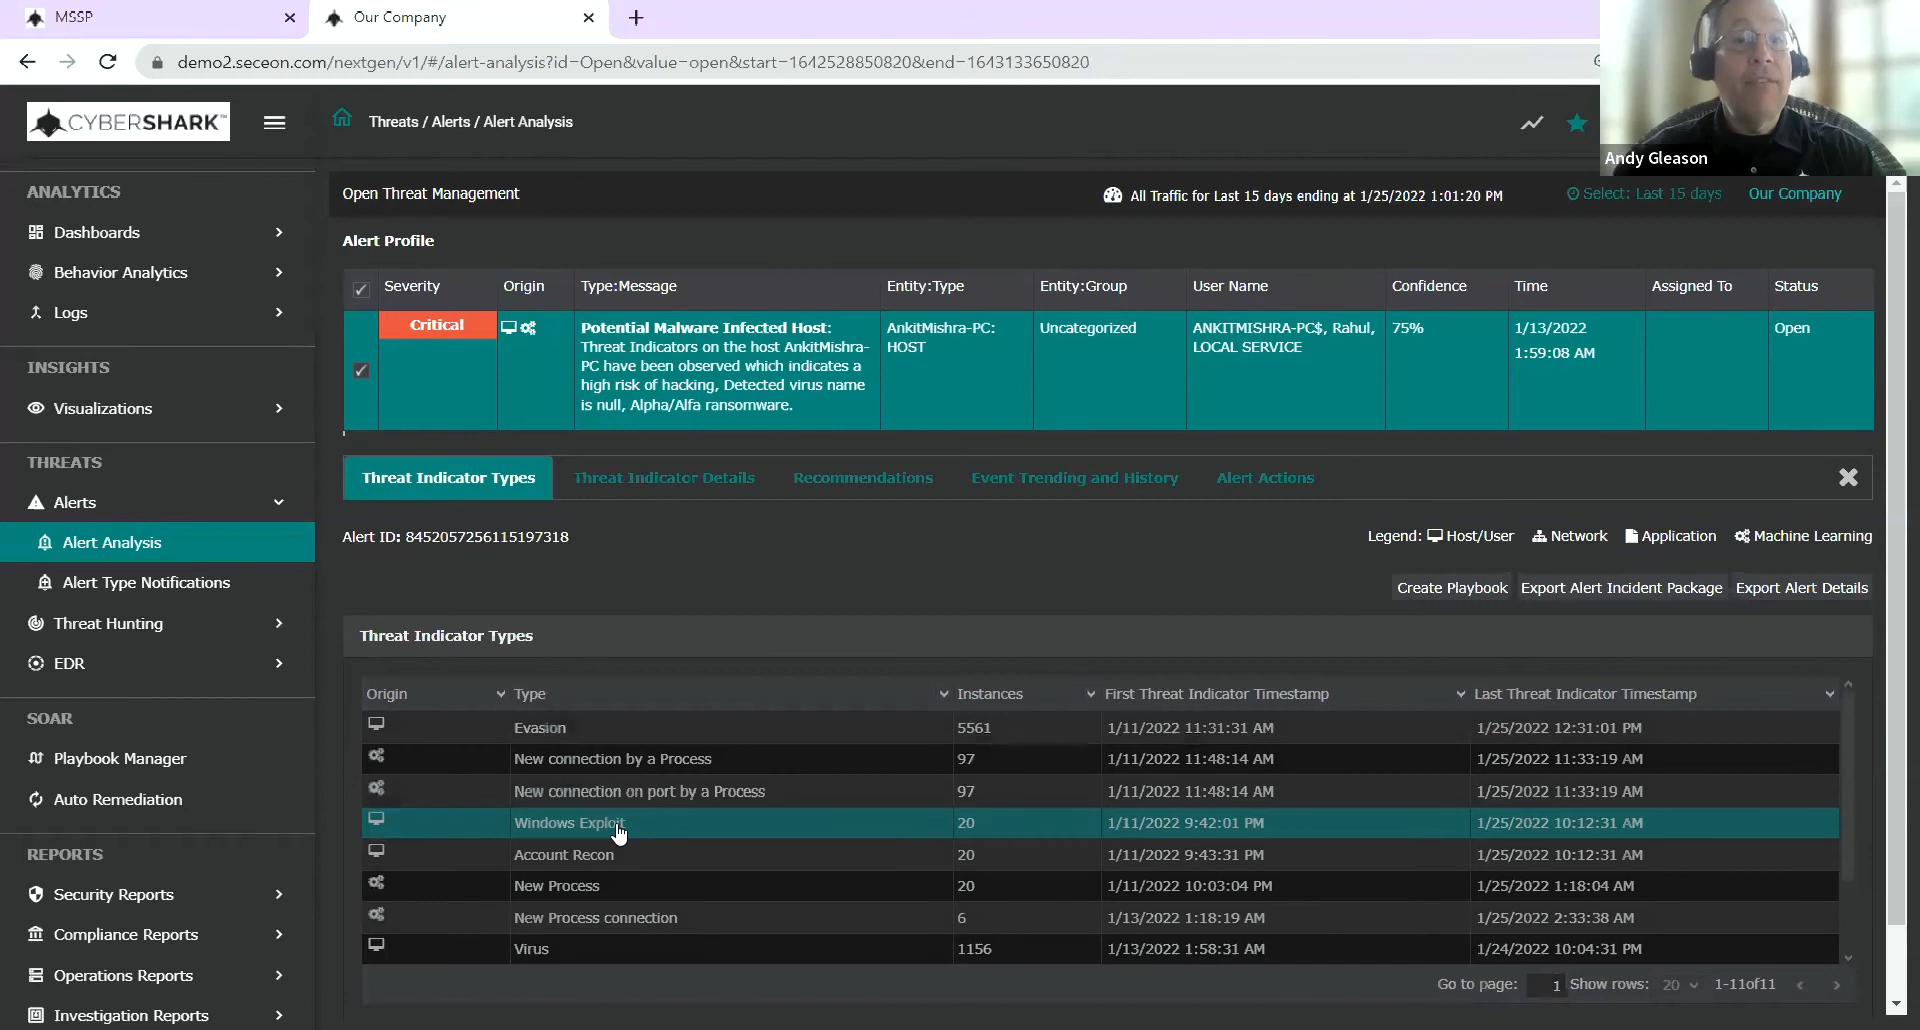 MSSP
Our Company
demo2.seceon.com/nextgen/v1/#/alert-analysis?id=Open&value=open&start=1642528850820&end=1643133650820
Andy Gleason
CYBERSHARK™
Threats / Alerts / Alert Analysis
ANALYTICS
Dashboards
Behavior Analytics
Logs
INSIGHTS
Visualizations
THREATS
Alerts
Alert Analysis
Alert Type Notifications
Threat Hunting
EDR
SOAR
Playbook Manager
Auto Remediation
REPORTS
Security Reports
Compliance Reports
Operations Reports
Investigation Reports
Open Threat Management
All Traffic for Last 15 days ending at 1/25/2022 1:01:20 PM
Select: Last 15 days
Our Company
Alert Profile
Severity Origin Type:Message Entity:Type Entity:Group User Name Confidence Time Assigned To Status
Critical Potential Malware Infected Host: AnkitMishra-PC: Uncategorized ANKITMISHRA-PC$, Rahul, 75% 1/13/2022 Open
Threat Indicators on the host AnkitMishra- HOST LOCAL SERVICE 1:59:08 AM
PC have been observed which indicates a
high risk of hacking, Detected virus name
is null, Alpha/Alfa ransomware.
Threat Indicator Types Threat Indicator Details Recommendations Event Trending and History Alert Actions
Alert ID: 8452057256115197318
Legend: Host/User Network Application Machine Learning
Create Playbook Export Alert Incident Package Export Alert Details
Threat Indicator Types
Origin Type Instances First Threat Indicator Timestamp Last Threat Indicator Timestamp
Evasion 5561 1/11/2022 11:31:31 AM 1/25/2022 12:31:01 PM
New connection by a Process 97 1/11/2022 11:48:14 AM 1/25/2022 11:33:19 AM
New connection on port by a Process 97 1/11/2022 11:48:14 AM 1/25/2022 11:33:19 AM
Windows Exploit 20 1/11/2022 9:42:01 PM 1/25/2022 10:12:31 AM
Account Recon 20 1/11/2022 9:43:31 PM 1/25/2022 10:12:31 AM
New Process 20 1/11/2022 10:03:04 PM 1/25/2022 1:18:04 AM
New Process connection 6 1/13/2022 1:18:19 AM 1/25/2022 2:33:38 AM
Virus 1156 1/13/2022 1:58:31 AM 1/24/2022 10:04:31 PM
Go to page: 1 Show rows: 20 1-11of11